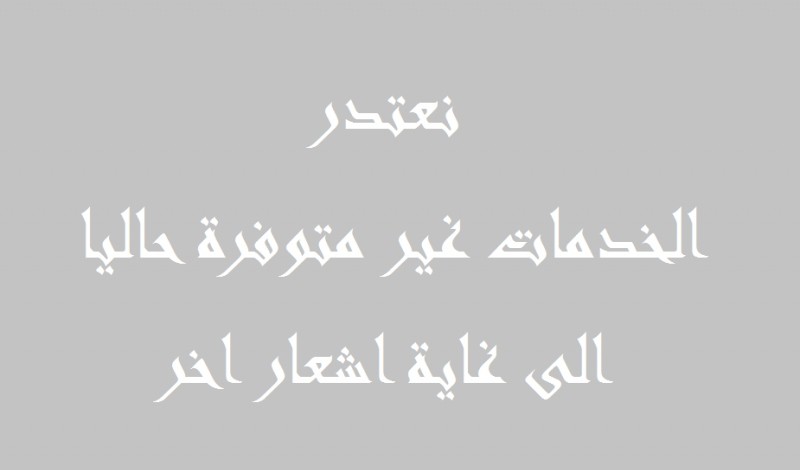 نعتدر
الخدمات غير متوفرة حاليا
الى غاية اشعار اخر